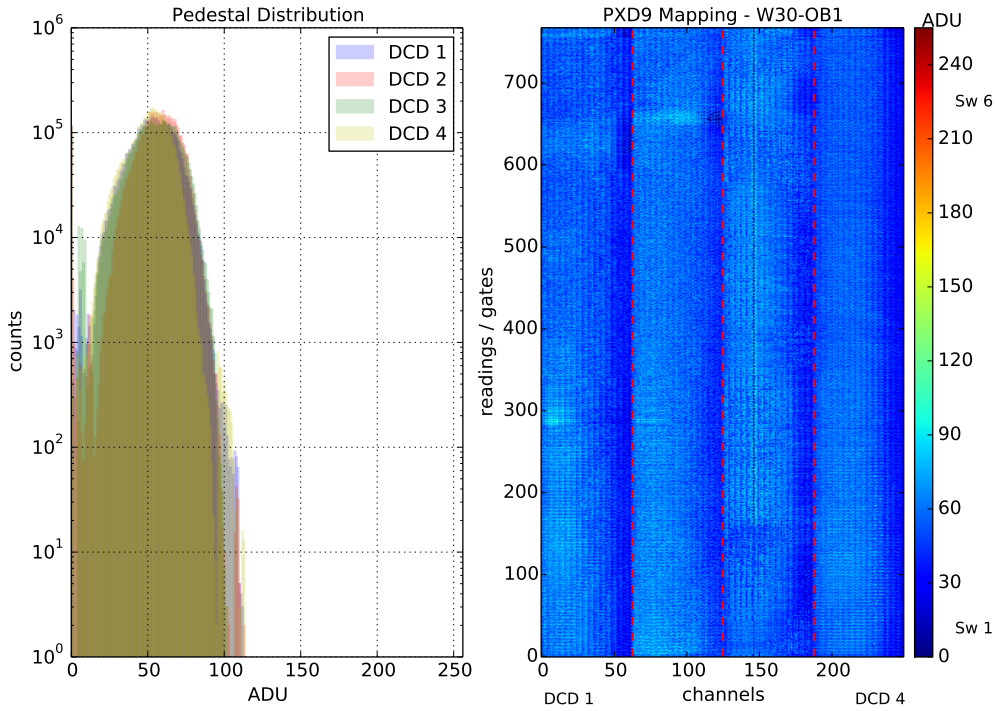 Pedestal Distribution
10^6
10^5
10^4
10^3
10^2
10^1
10^0
counts
0 50 100 150 200 250
ADU
DCD 1
DCD 2
DCD 3
DCD 4
PXD9 Mapping - W30-OB1
700
600
500
400
300
200
100
0
readings / gates
0 50 100 150 200
channels
DCD 1
DCD 4
ADU
240
210
180
150
120
90
60
30
0
Sw 6
Sw 1